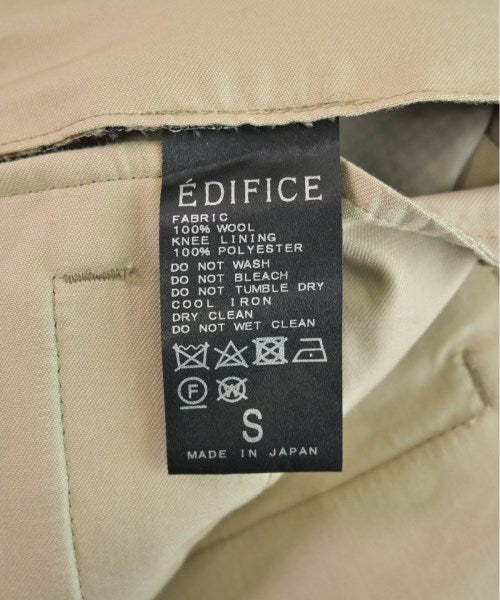 ÉDIFICE
FABRIC
100% WOOL
KNEE LINING
100% POLYESTER
DO NOT WASH
DO NOT BLEACH
DO NOT TUMBLE DRY
COOL IRON
DRY CLEAN
DO NOT WET CLEAN
F W
S
MADE IN JAPAN